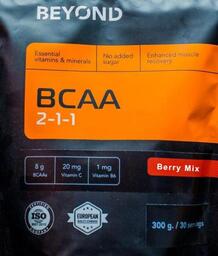 BEYOND
Essential
vitamins & minerals
No added
sugar
Enhanced muscle
recovery
BCAA
2-1-1
8 g
BCAAs
20 mg
Vitamin C
1 mg
Vitamin B6
Berry Mix
ISO
EUROPEAN
300 g. / 30 servings